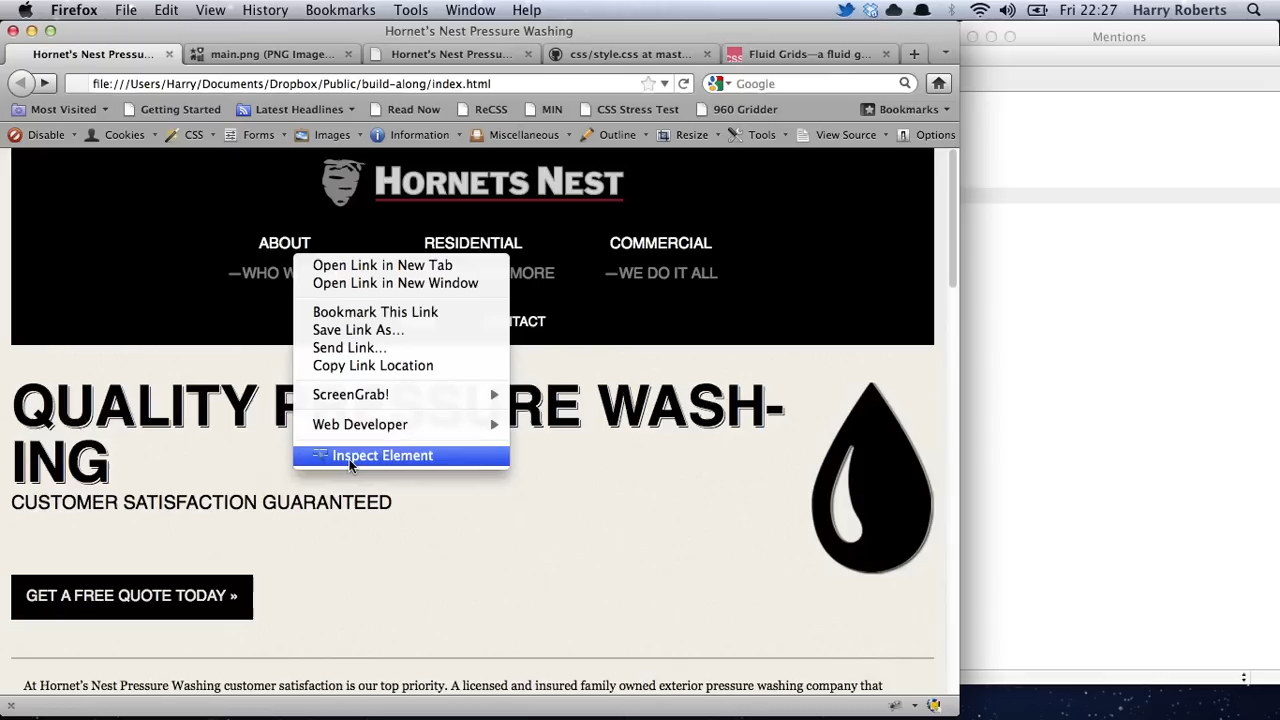 Firefox File Edit View History Bookmarks Tools Window Help Fri 22:27 Harry Roberts
Hornet's Nest Pressure Washing
Mentions
Hornet's Nest Pressu... main.png (PNG Image... Hornet's Nest Pressu... css/style.css at mast... Fluid Grids—a fluid g...
file:///Users/Harry/Documents/Dropbox/Public/build-along/index.html Google
Most Visited Getting Started Latest Headlines Read Now ReCSS MIN CSS Stress Test 960 Gridder Bookmarks
Disable Cookies CSS Forms Images Information Miscellaneous Outline Resize Tools View Source Options
HORNETS NEST
ABOUT RESIDENTIAL COMMERCIAL
—WHO W MORE —WE DO IT ALL
TACT
Open Link in New Tab
Open Link in New Window
Bookmark This Link
Save Link As...
Send Link...
Copy Link Location
ScreenGrab!
Web Developer
Inspect Element
QUALITY P RE WASH-
ING
CUSTOMER SATISFACTION GUARANTEED
GET A FREE QUOTE TODAY »
At Hornet's Nest Pressure Washing customer satisfaction is our top priority. A licensed and insured family owned exterior pressure washing company that